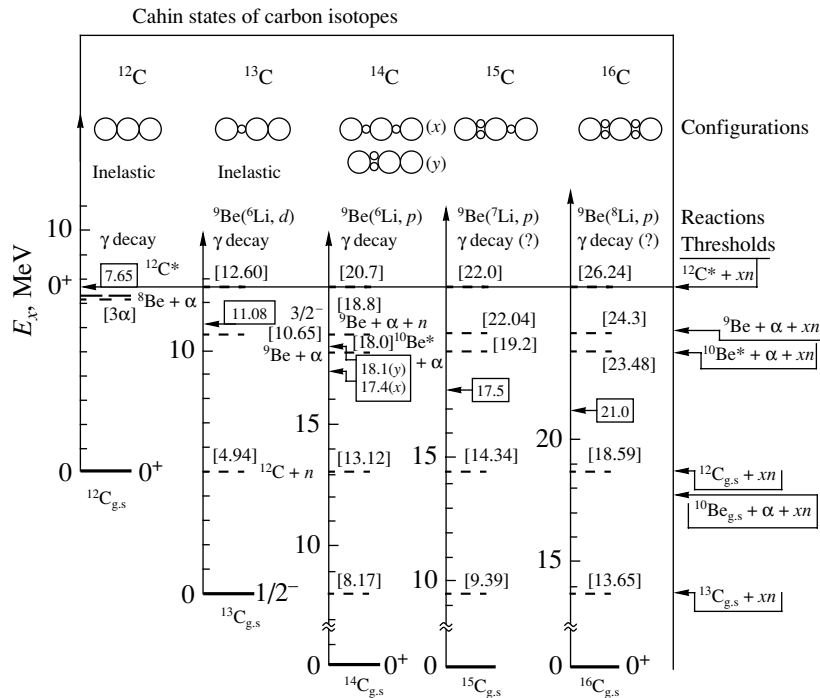 Cahin states of carbon isotopes
¹²C ¹³C ¹⁴C ¹⁵C ¹⁶C
(x)
(y)
Configurations
Inelastic Inelastic
⁹Be(⁶Li, d) ⁹Be(⁶Li, p) ⁹Be(⁷Li, p) ⁹Be(⁸Li, p) Reactions
γ decay γ decay γ decay γ decay (?) γ decay (?) Thresholds
Eₓ, MeV
10
0⁺ 7.65 ¹²C* [12.60] [20.7] [22.0] [26.24] ¹²C* + xn
[3α] ⁸Be + α
11.08 3/2⁻ [18.8] [22.04] [24.3] ⁹Be + α + xn
[10.65] ⁹Be + α + n
10 ⁹Be + α [18.0] ¹⁰Be* + α [19.2] [23.48] ¹⁰Be* + α + xn
18.1(y)
17.4(x)
17.5
21.0
15
20
0 0⁺ [4.94] ¹²C + n [13.12] 15 [14.34] [18.59] ¹²C_g.s + xn
¹²C_g.s
¹⁰Be_g.s + α + xn
10
15
0 1/2⁻ [8.17] 10 [9.39] [13.65] ¹³C_g.s + xn
¹³C_g.s
0 0⁺ 0 0 0⁺
¹⁴C_g.s ¹⁵C_g.s ¹⁶C_g.s